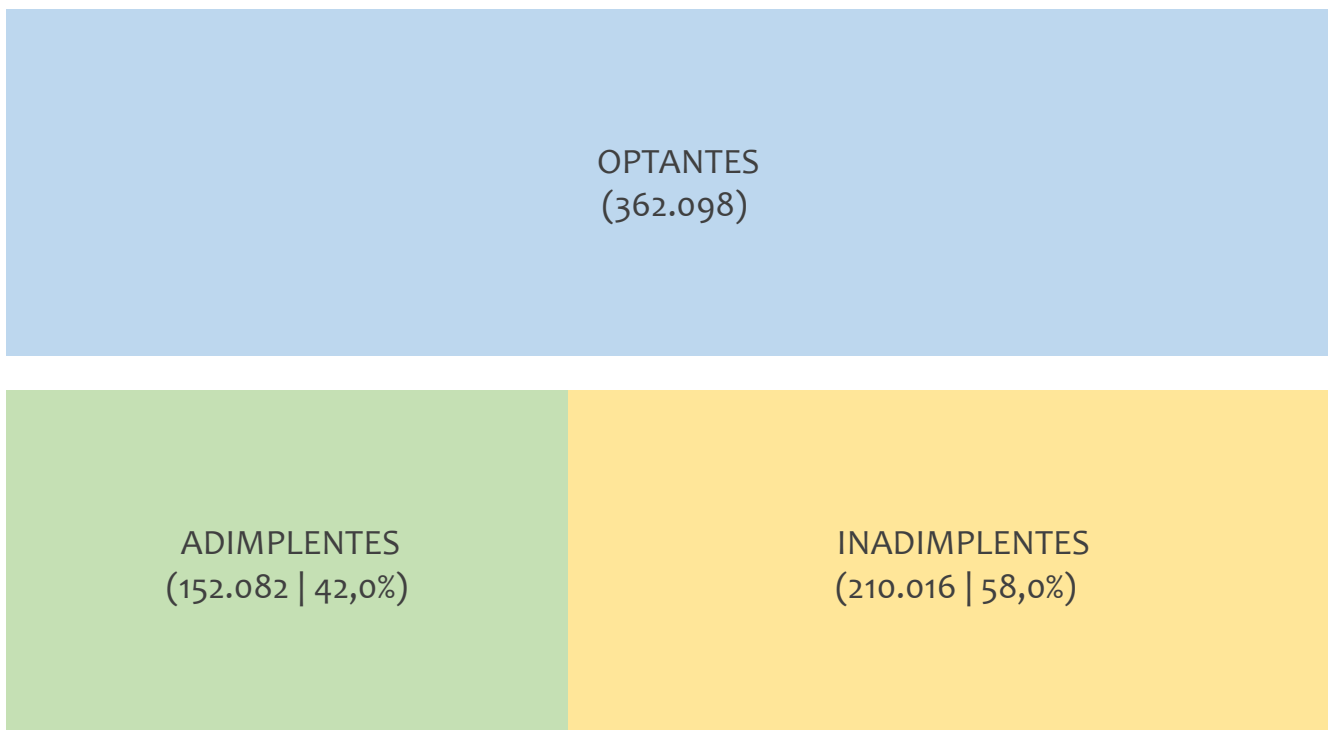 OPTANTES
(362.098)
ADIMPLENTES
(152.082 | 42,0%)
INADIMPLENTES
(210.016 | 58,0%)